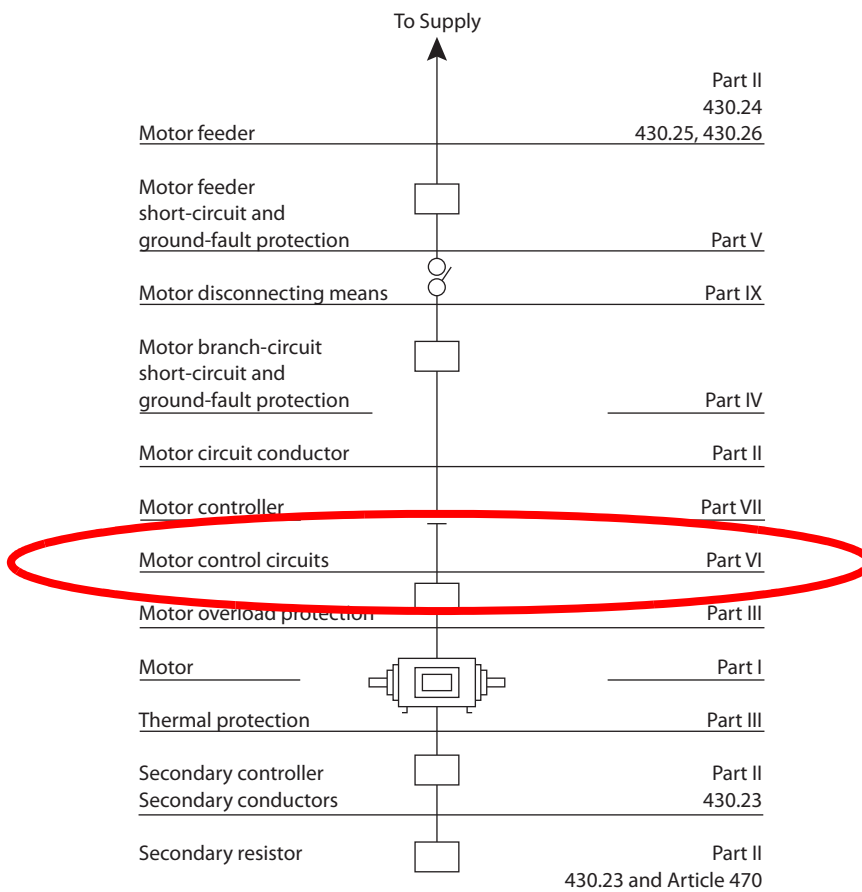 To Supply
Part II
430.24
Motor feeder 430.25, 430.26
Motor feeder
short-circuit and
ground-fault protection Part V
Motor disconnecting means Part IX
Motor branch-circuit
short-circuit and
ground-fault protection Part IV
Motor circuit conductor Part II
Motor controller Part VII
Motor control circuits Part VI
Motor overload protection Part III
Motor Part I
Thermal protection Part III
Secondary controller Part II
Secondary conductors 430.23
Secondary resistor Part II
430.23 and Article 470